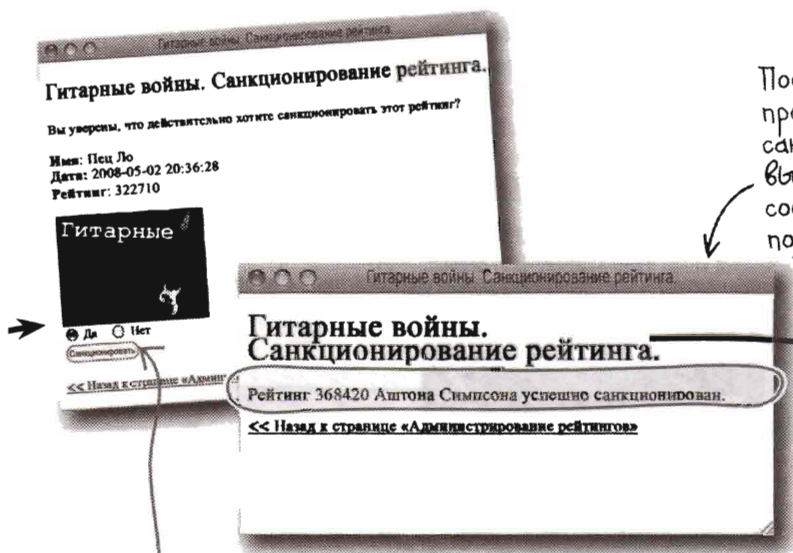 Гитарные войны. Санкционирование рейтинга.
Гитарные войны. Санкционирование рейтинга.
Вы уверены, что действительно хотите санкционировать этот рейтинг?
Имя: Пец Ло
Дата: 2008-05-02 20:36:28
Рейтинг: 322710
Гитарные
Да Нет
Санкционировать
<< Назад к странице «Админ
Гитарные войны. Санкционирование рейтинга.
Гитарные войны.
Санкционирование рейтинга.
Рейтинг 368420 Аштона Симпсона успешно санкционирован.
<< Назад к странице «Администрирование рейтингов»